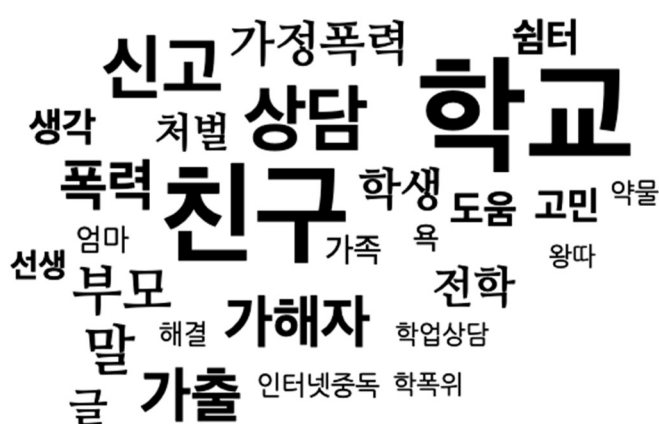 쉼터
가정폭력
신고
학교
상담
생각
처벌
폭력
친구
학생
도움
고민
약물
엄마
가족
욕
왕따
선생
부모
전학
가해자
말
해결
학업상담
가출
인터넷중독
학폭위
글